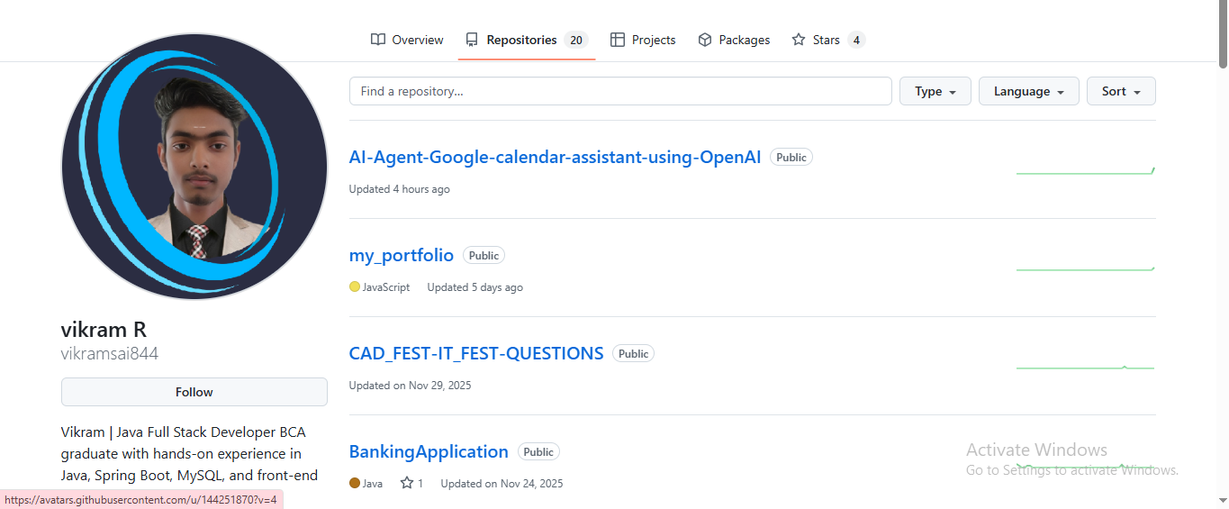 Overview
Repositories 20
Projects
Packages
Stars 4
Find a repository...
Type
Language
Sort
AI-Agent-Google-calendar-assistant-using-OpenAI Public
Updated 4 hours ago
my_portfolio Public
JavaScript Updated 5 days ago
CAD_FEST-IT_FEST-QUESTIONS Public
Updated on Nov 29, 2025
BankingApplication Public
Java 1 Updated on Nov 24, 2025
vikram R
vikramsai844
Follow
Vikram | Java Full Stack Developer BCA
graduate with hands-on experience in
Java, Spring Boot, MySQL, and front-end
https://avatars.githubusercontent.com/u/144251870?v=4
Activate Windows
Go to Settings to activate Windows.